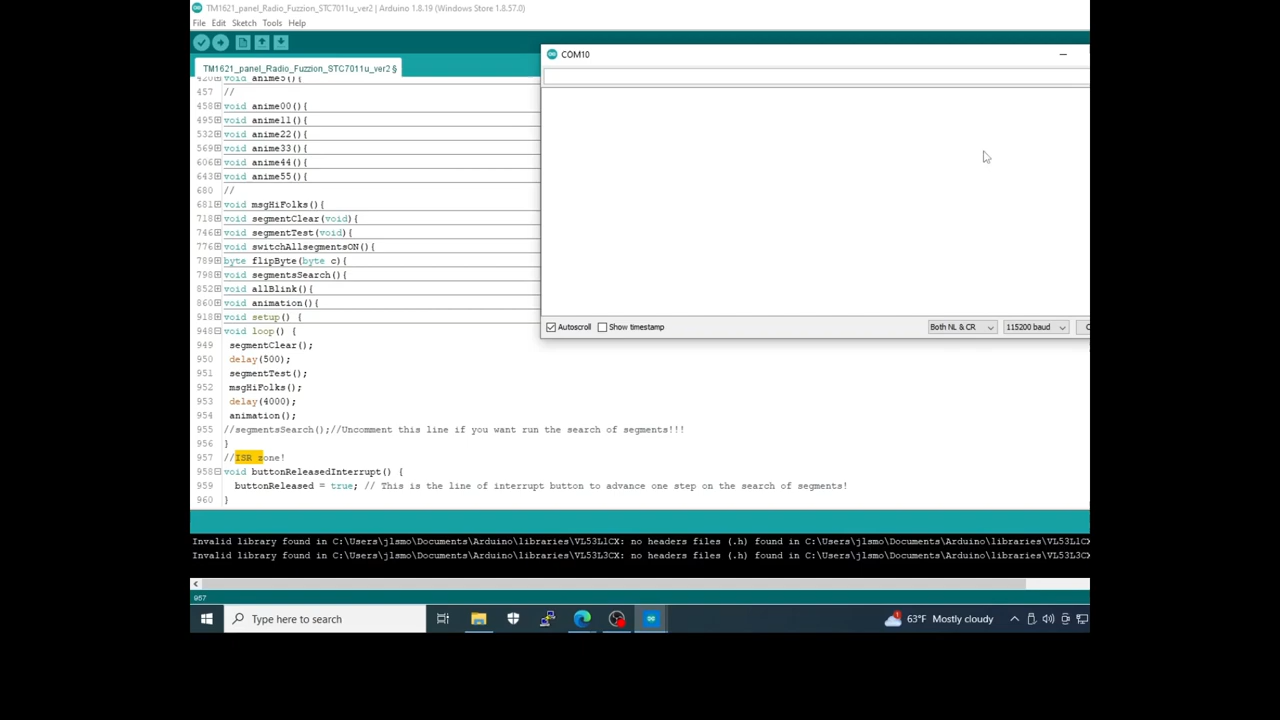 TM1621_panel_Radio_Fuzzion_STC7011u_ver2 | Arduino 1.8.19 (Windows Store 1.8.57.0)
File Edit Sketch Tools Help
TM1621_panel_Radio_Fuzzion_STC7011u_ver2 §
420 void anime5(){
457 //
458 void anime00(){
495 void anime11(){
532 void anime22(){
569 void anime33(){
606 void anime44(){
643 void anime55(){
680 //
681 void msgHiFolks(){
718 void segmentClear(void){
746 void segmentTest(void){
776 void switchAllsegmentsON(){
789 byte flipByte(byte c){
798 void segmentsSearch(){
852 void allBlink(){
860 void animation(){
918 void setup() {
948 void loop() {
949 segmentClear();
950 delay(500);
951 segmentTest();
952 msgHiFolks();
953 delay(4000);
954 animation();
955 //segmentsSearch();//Uncomment this line if you want run the search of segments!!!
956 }
957 //ISR zone!
958 void buttonReleasedInterrupt() {
959 buttonReleased = true; // This is the line of interrupt button to advance one step on the search of segments!
960 }
COM10
Autoscroll Show timestamp Both NL & CR 115200 baud
Invalid library found in C:\Users\jlsmo\Documents\Arduino\libraries\VL53L1CX: no headers files (.h) found in C:\Users\jlsmo\Documents\Arduino\libraries\VL53L1CX
Invalid library found in C:\Users\jlsmo\Documents\Arduino\libraries\VL53L3CX: no headers files (.h) found in C:\Users\jlsmo\Documents\Arduino\libraries\VL53L3CX
957
Type here to search 63°F Mostly cloudy